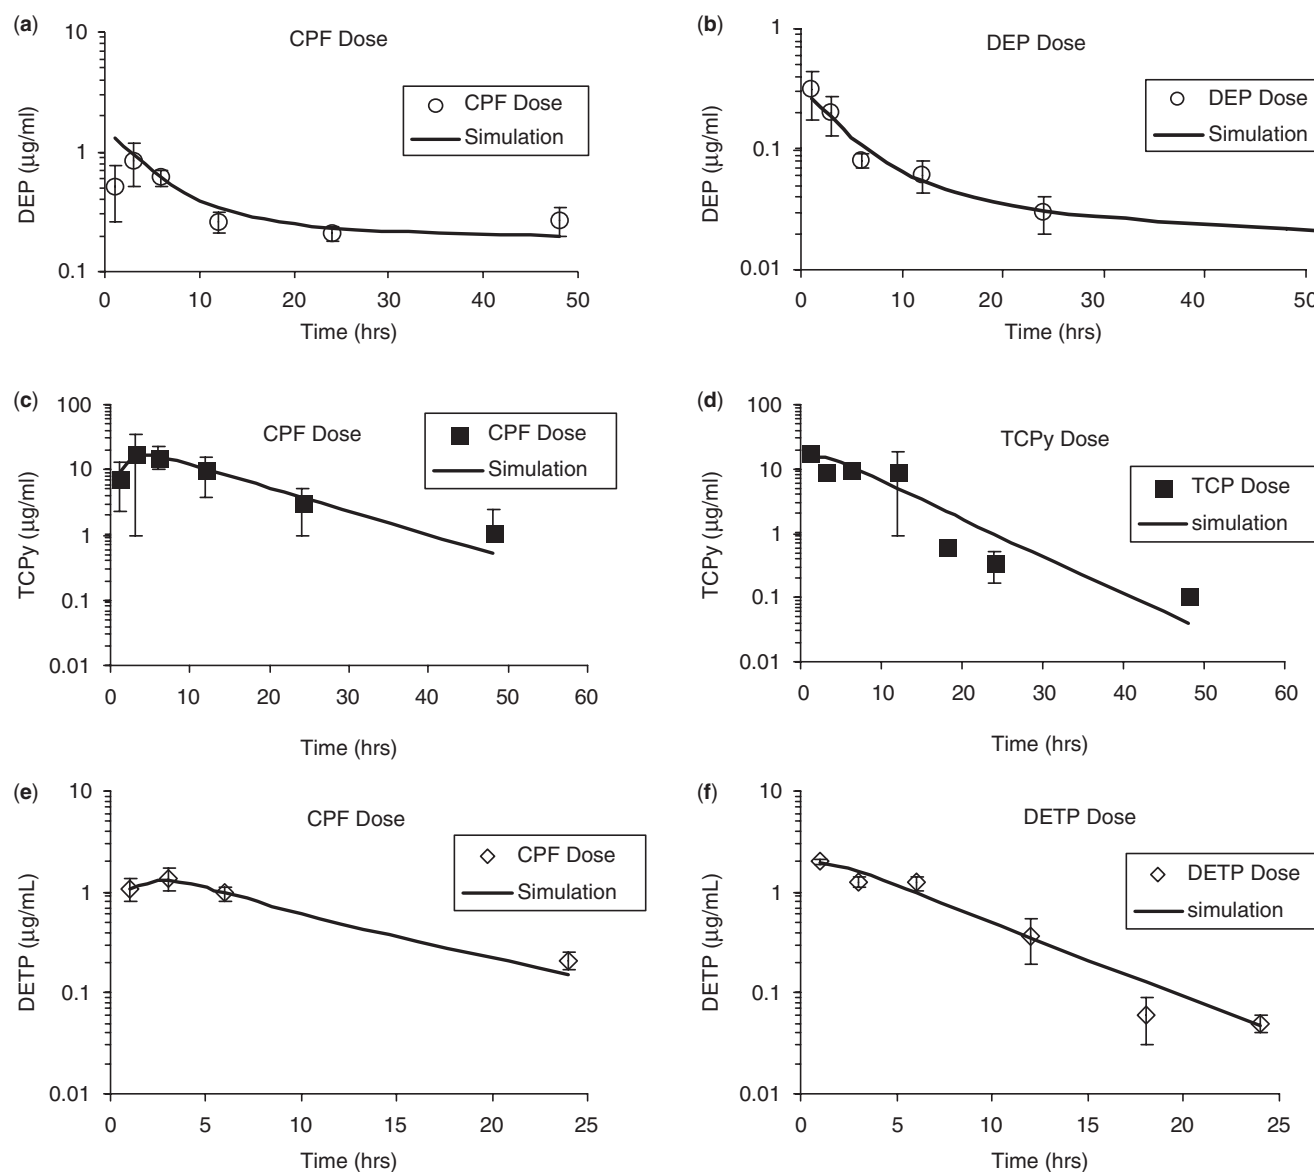 (a)
CPF Dose
10
1
0.1
DEP (µg/ml)
CPF Dose
Simulation
0 10 20 30 40 50
Time (hrs)
(b)
DEP Dose
1
0.1
0.01
DEP (µg/ml)
DEP Dose
Simulation
0 10 20 30 40 50
Time (hrs)
(c)
CPF Dose
100
10
1
0.1
0.01
TCPy (µg/ml)
CPF Dose
Simulation
0 10 20 30 40 50 60
Time (hrs)
(d)
TCPy Dose
100
10
1
0.1
0.01
TCPy (µg/ml)
TCP Dose
simulation
0 10 20 30 40 50 60
Time (hrs)
(e)
CPF Dose
10
1
0.1
0.01
DETP (µg/mL)
CPF Dose
Simulation
0 5 10 15 20 25
Time (hrs)
(f)
DETP Dose
10
1
0.1
0.01
DETP (µg/mL)
DETP Dose
simulation
0 5 10 15 20 25
Time (hrs)